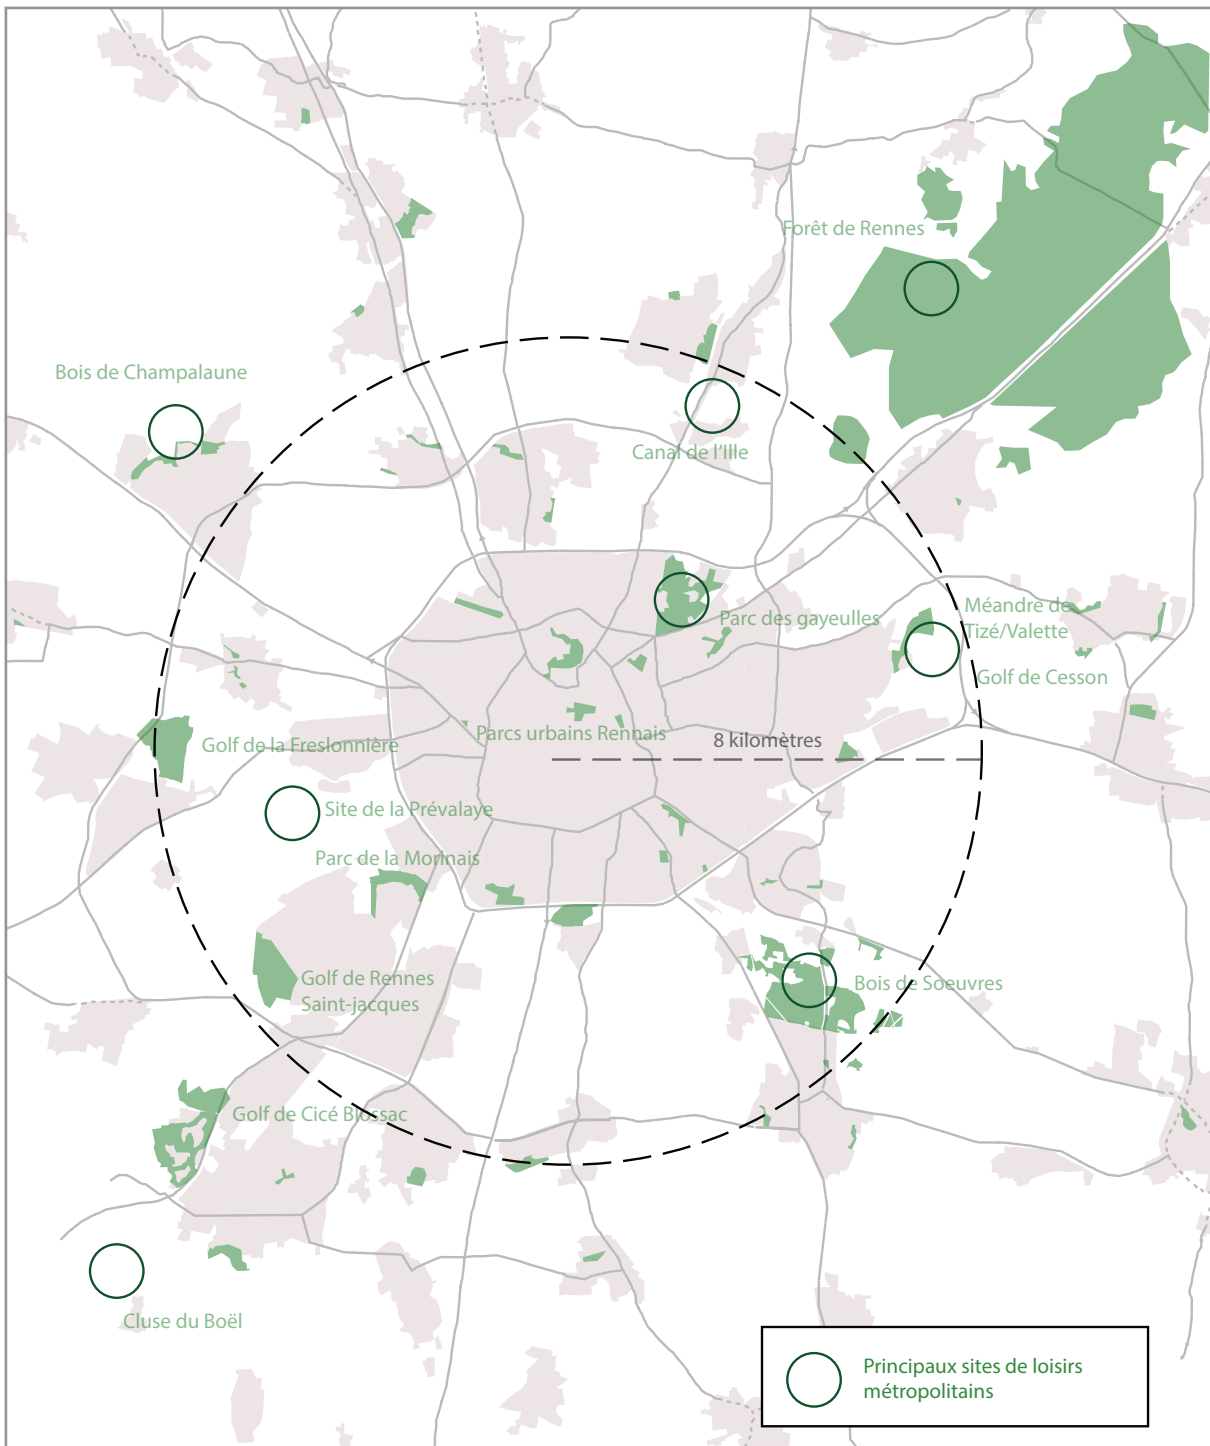 Forêt de Rennes
Bois de Champalaune
Canal de l'Ille
Parc des gayeulles
Méandre de
Tizé/Valette
Golf de Cesson
Parcs urbains Rennais
8 kilomètres
Golf de la Freslonnière
Site de la Prévalaye
Parc de la Morinais
Golf de Rennes
Saint-jacques
Bois de Soeuvres
Golf de Cicé Blossac
Cluse du Boël
Principaux sites de loisirs
métropolitains